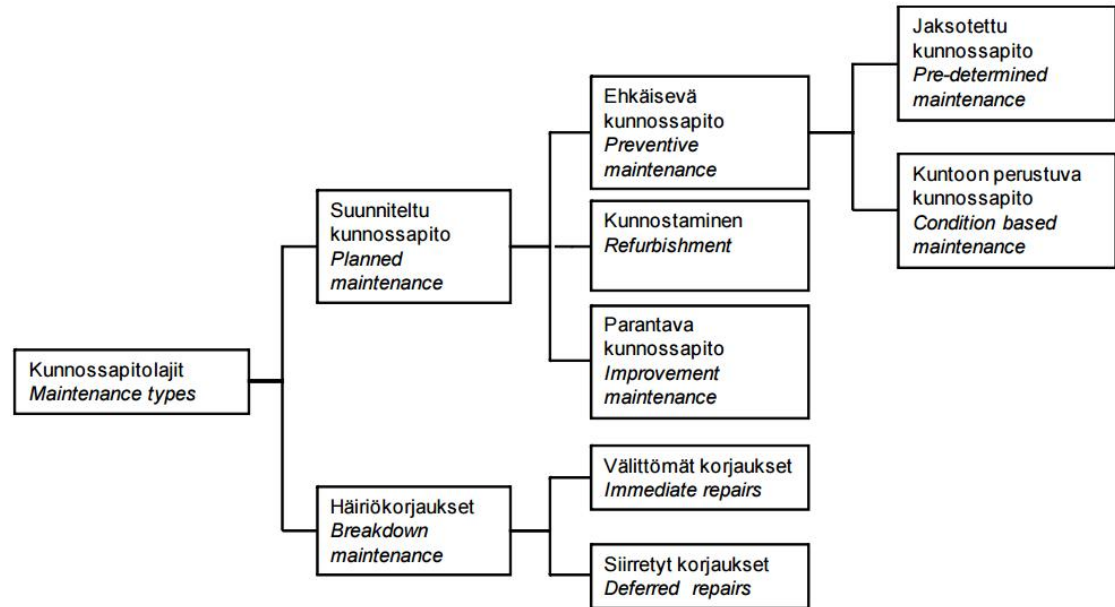 Kunnossapitolajit
Maintenance types
Suunniteltu
kunnossapito
Planned
maintenance
Häiriökorjaukset
Breakdown
maintenance
Ehkäisevä
kunnossapito
Preventive
maintenance
Kunnostaminen
Refurbishment
Parantava
kunnossapito
Improvement
maintenance
Välittömät korjaukset
Immediate repairs
Siirretyt korjaukset
Deferred repairs
Jaksotettu
kunnossapito
Pre-determined
maintenance
Kuntoon perustuva
kunnossapito
Condition based
maintenance